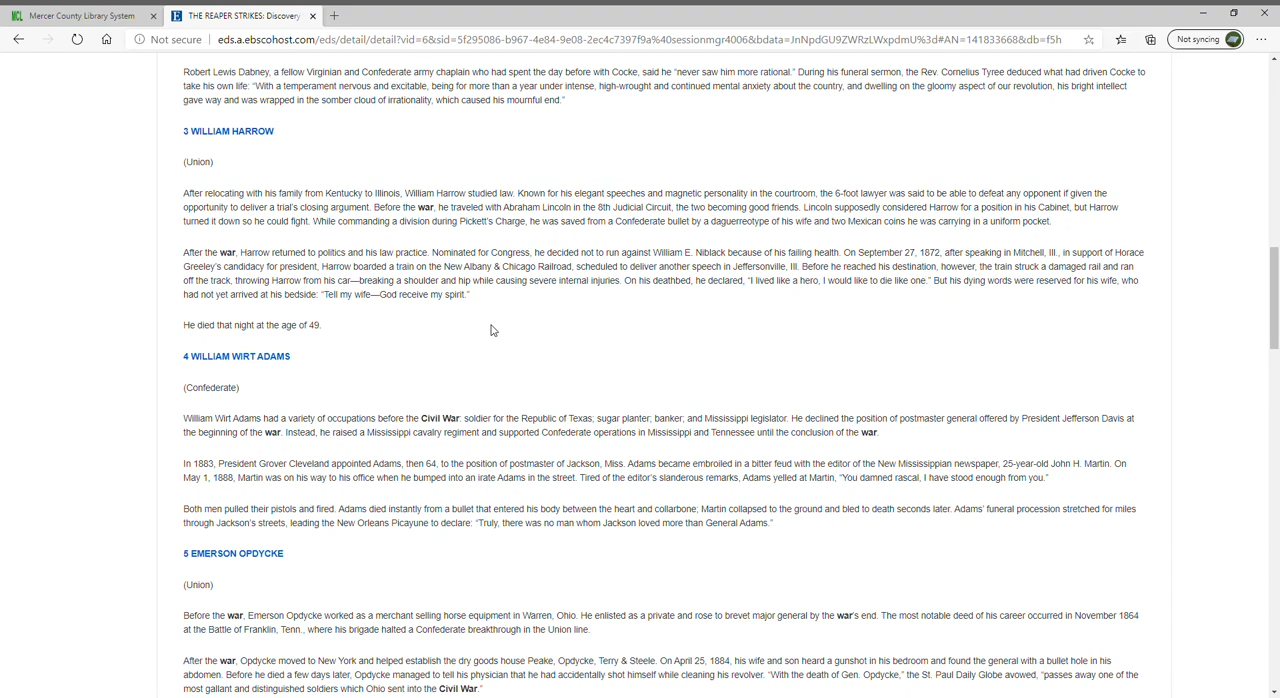 Mercer County Library System
THE REAPER STRIKES: Discovery
Not secure | eds.a.ebscohost.com/eds/detail/detail?vid=6&sid=5f295086-b967-4e84-9e08-2ec4c7397f9a%40sessionmgr4006&bdata=JnNpdGU9ZWRzLWxpdmU%3d#AN=141833668&db=f5h
Not syncing
Robert Lewis Dabney, a fellow Virginian and Confederate army chaplain who had spent the day before with Cocke, said he “never saw him more rational.” During his funeral sermon, the Rev. Cornelius Tyree deduced what had driven Cocke to
take his own life: “With a temperament nervous and excitable, being for more than a year under intense, high-wrought and continued mental anxiety about the country, and dwelling on the gloomy aspect of our revolution, his bright intellect
gave way and was wrapped in the somber cloud of irrationality, which caused his mournful end.”
3 WILLIAM HARROW
(Union)
After relocating with his family from Kentucky to Illinois, William Harrow studied law. Known for his elegant speeches and magnetic personality in the courtroom, the 6-foot lawyer was said to be able to defeat any opponent if given the
opportunity to deliver a trial’s closing argument. Before the war, he traveled with Abraham Lincoln in the 8th Judicial Circuit, the two becoming good friends. Lincoln supposedly considered Harrow for a position in his Cabinet, but Harrow
turned it down so he could fight. While commanding a division during Pickett’s Charge, he was saved from a Confederate bullet by a daguerreotype of his wife and two Mexican coins he was carrying in a uniform pocket.
After the war, Harrow returned to politics and his law practice. Nominated for Congress, he decided not to run against William E. Niblack because of his failing health. On September 27, 1872, after speaking in Mitchell, Ill., in support of Horace
Greeley’s candidacy for president, Harrow boarded a train on the New Albany & Chicago Railroad, scheduled to deliver another speech in Jeffersonville, Ill. Before he reached his destination, however, the train struck a damaged rail and ran
off the track, throwing Harrow from his car—breaking a shoulder and hip while causing severe internal injuries. On his deathbed, he declared, “I lived like a hero, I would like to die like one.” But his dying words were reserved for his wife, who
had not yet arrived at his bedside: “Tell my wife—God receive my spirit.”
He died that night at the age of 49.
4 WILLIAM WIRT ADAMS
(Confederate)
William Wirt Adams had a variety of occupations before the Civil War: soldier for the Republic of Texas; sugar planter; banker; and Mississippi legislator. He declined the position of postmaster general offered by President Jefferson Davis at
the beginning of the war. Instead, he raised a Mississippi cavalry regiment and supported Confederate operations in Mississippi and Tennessee until the conclusion of the war.
In 1883, President Grover Cleveland appointed Adams, then 64, to the position of postmaster of Jackson, Miss. Adams became embroiled in a bitter feud with the editor of the New Mississippian newspaper, 25-year-old John H. Martin. On
May 1, 1888, Martin was on his way to his office when he bumped into an irate Adams in the street. Tired of the editor’s slanderous remarks, Adams yelled at Martin, “You damned rascal, I have stood enough from you.”
Both men pulled their pistols and fired. Adams died instantly from a bullet that entered his body between the heart and collarbone; Martin collapsed to the ground and bled to death seconds later. Adams’ funeral procession stretched for miles
through Jackson’s streets, leading the New Orleans Picayune to declare: “Truly, there was no man whom Jackson loved more than General Adams.”
5 EMERSON OPDYCKE
(Union)
Before the war, Emerson Opdycke worked as a merchant selling horse equipment in Warren, Ohio. He enlisted as a private and rose to brevet major general by the war’s end. The most notable deed of his career occurred in November 1864
at the Battle of Franklin, Tenn., where his brigade halted a Confederate breakthrough in the Union line.
After the war, Opdycke moved to New York and helped establish the dry goods house Peake, Opdycke, Terry & Steele. On April 25, 1884, his wife and son heard a gunshot in his bedroom and found the general with a bullet hole in his
abdomen. Before he died a few days later, Opdycke managed to tell his physician that he had accidentally shot himself while cleaning his revolver. “With the death of Gen. Opdycke,” the St. Paul Daily Globe avowed, “passes away one of the
most gallant and distinguished soldiers which Ohio sent into the Civil War.”